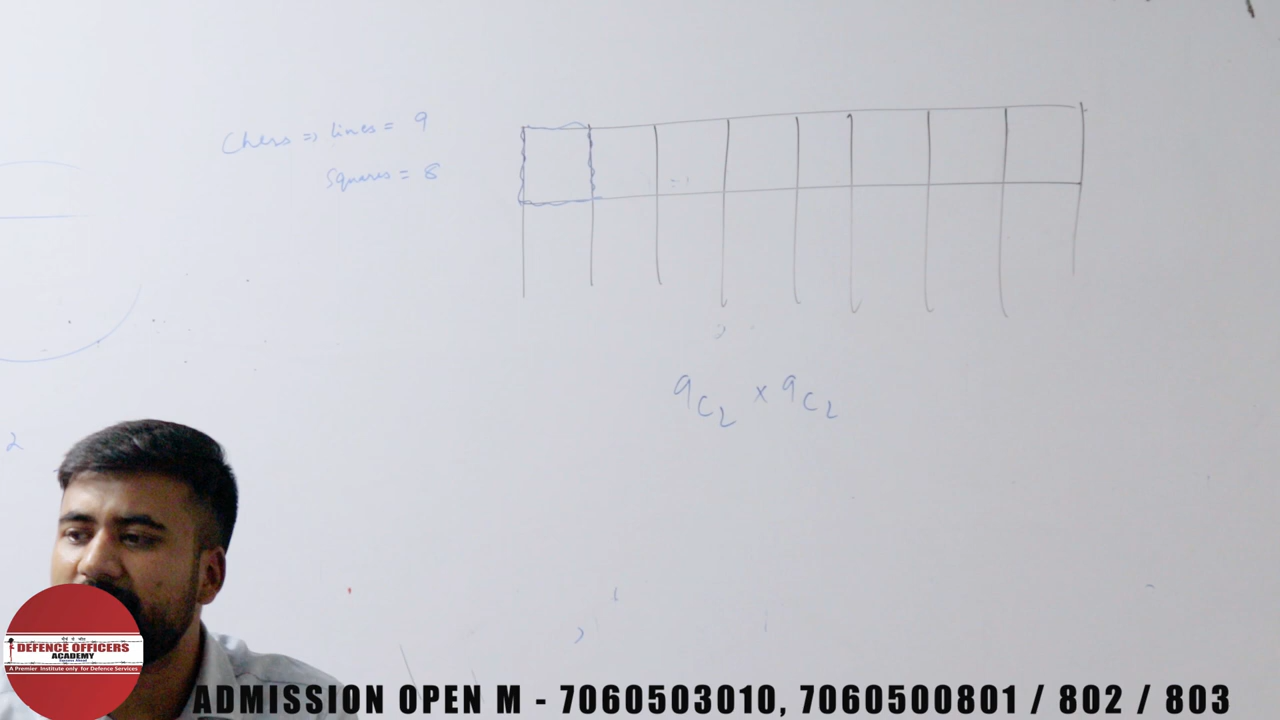 Chess ⇒ lines = 9
Squares = 8
9C2 × 9C2
2
DEFENCE OFFICERS
ACADEMY
A Premier Institute only for Defence Services
ADMISSION OPEN M - 7060503010, 7060500801 / 802 / 803